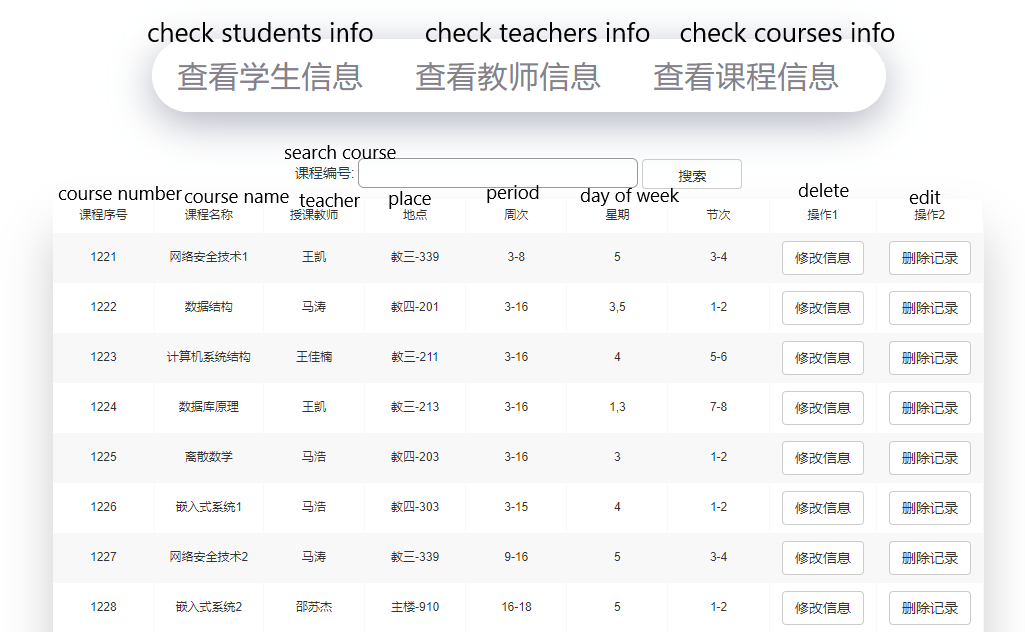 check students info check teachers info check courses info
查看学生信息 查看教师信息 查看课程信息
search course
课程编号: 搜索
course number course name teacher place period day of week delete edit
课程序号 课程名称 授课教师 地点 周次 星期 节次 操作1 操作2
1221 网络安全技术1 王凯 教三-339 3-8 5 3-4 修改信息 删除记录
1222 数据结构 马涛 教四-201 3-16 3,5 1-2 修改信息 删除记录
1223 计算机系统结构 王佳楠 教三-211 3-16 4 5-6 修改信息 删除记录
1224 数据库原理 王凯 教三-213 3-16 1,3 7-8 修改信息 删除记录
1225 离散数学 马浩 教四-203 3-16 3 1-2 修改信息 删除记录
1226 嵌入式系统1 马浩 教四-303 3-15 4 1-2 修改信息 删除记录
1227 网络安全技术2 马涛 教三-339 9-16 5 3-4 修改信息 删除记录
1228 嵌入式系统2 邵苏杰 主楼-910 16-18 5 1-2 修改信息 删除记录